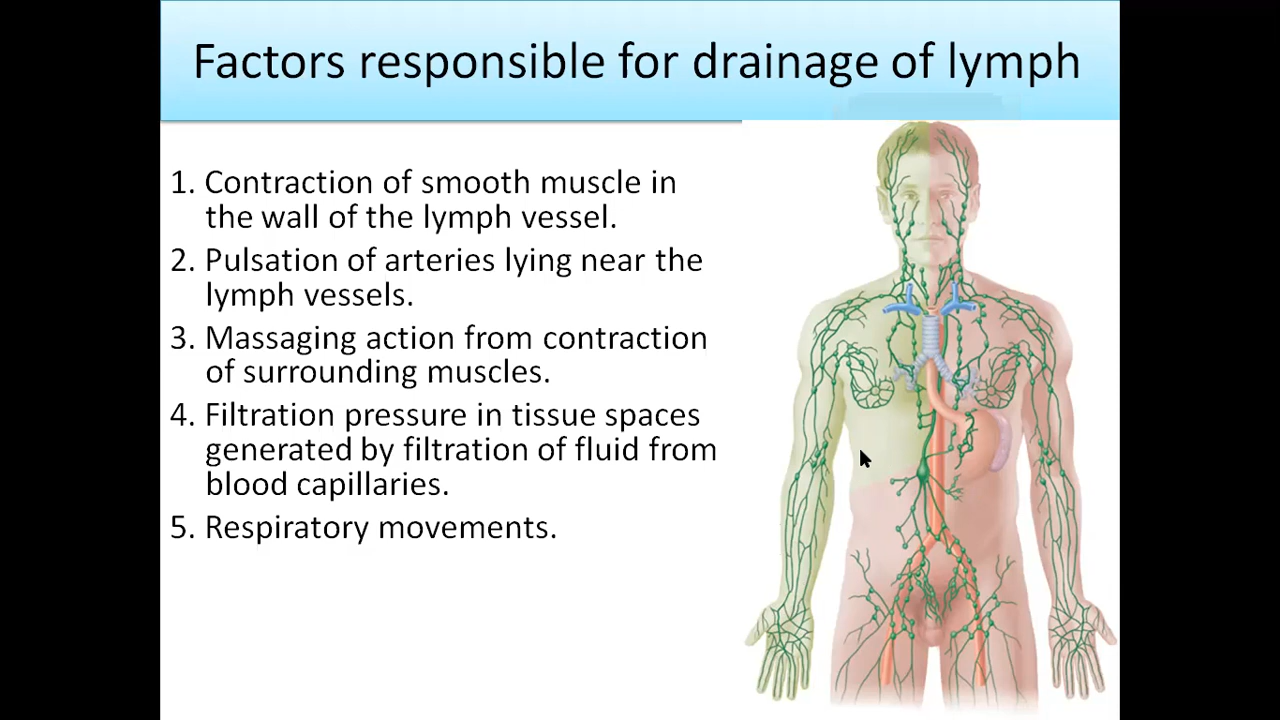 Factors responsible for drainage of lymph
1. Contraction of smooth muscle in
the wall of the lymph vessel.
2. Pulsation of arteries lying near the
lymph vessels.
3. Massaging action from contraction
of surrounding muscles.
4. Filtration pressure in tissue spaces
generated by filtration of fluid from
blood capillaries.
5. Respiratory movements.